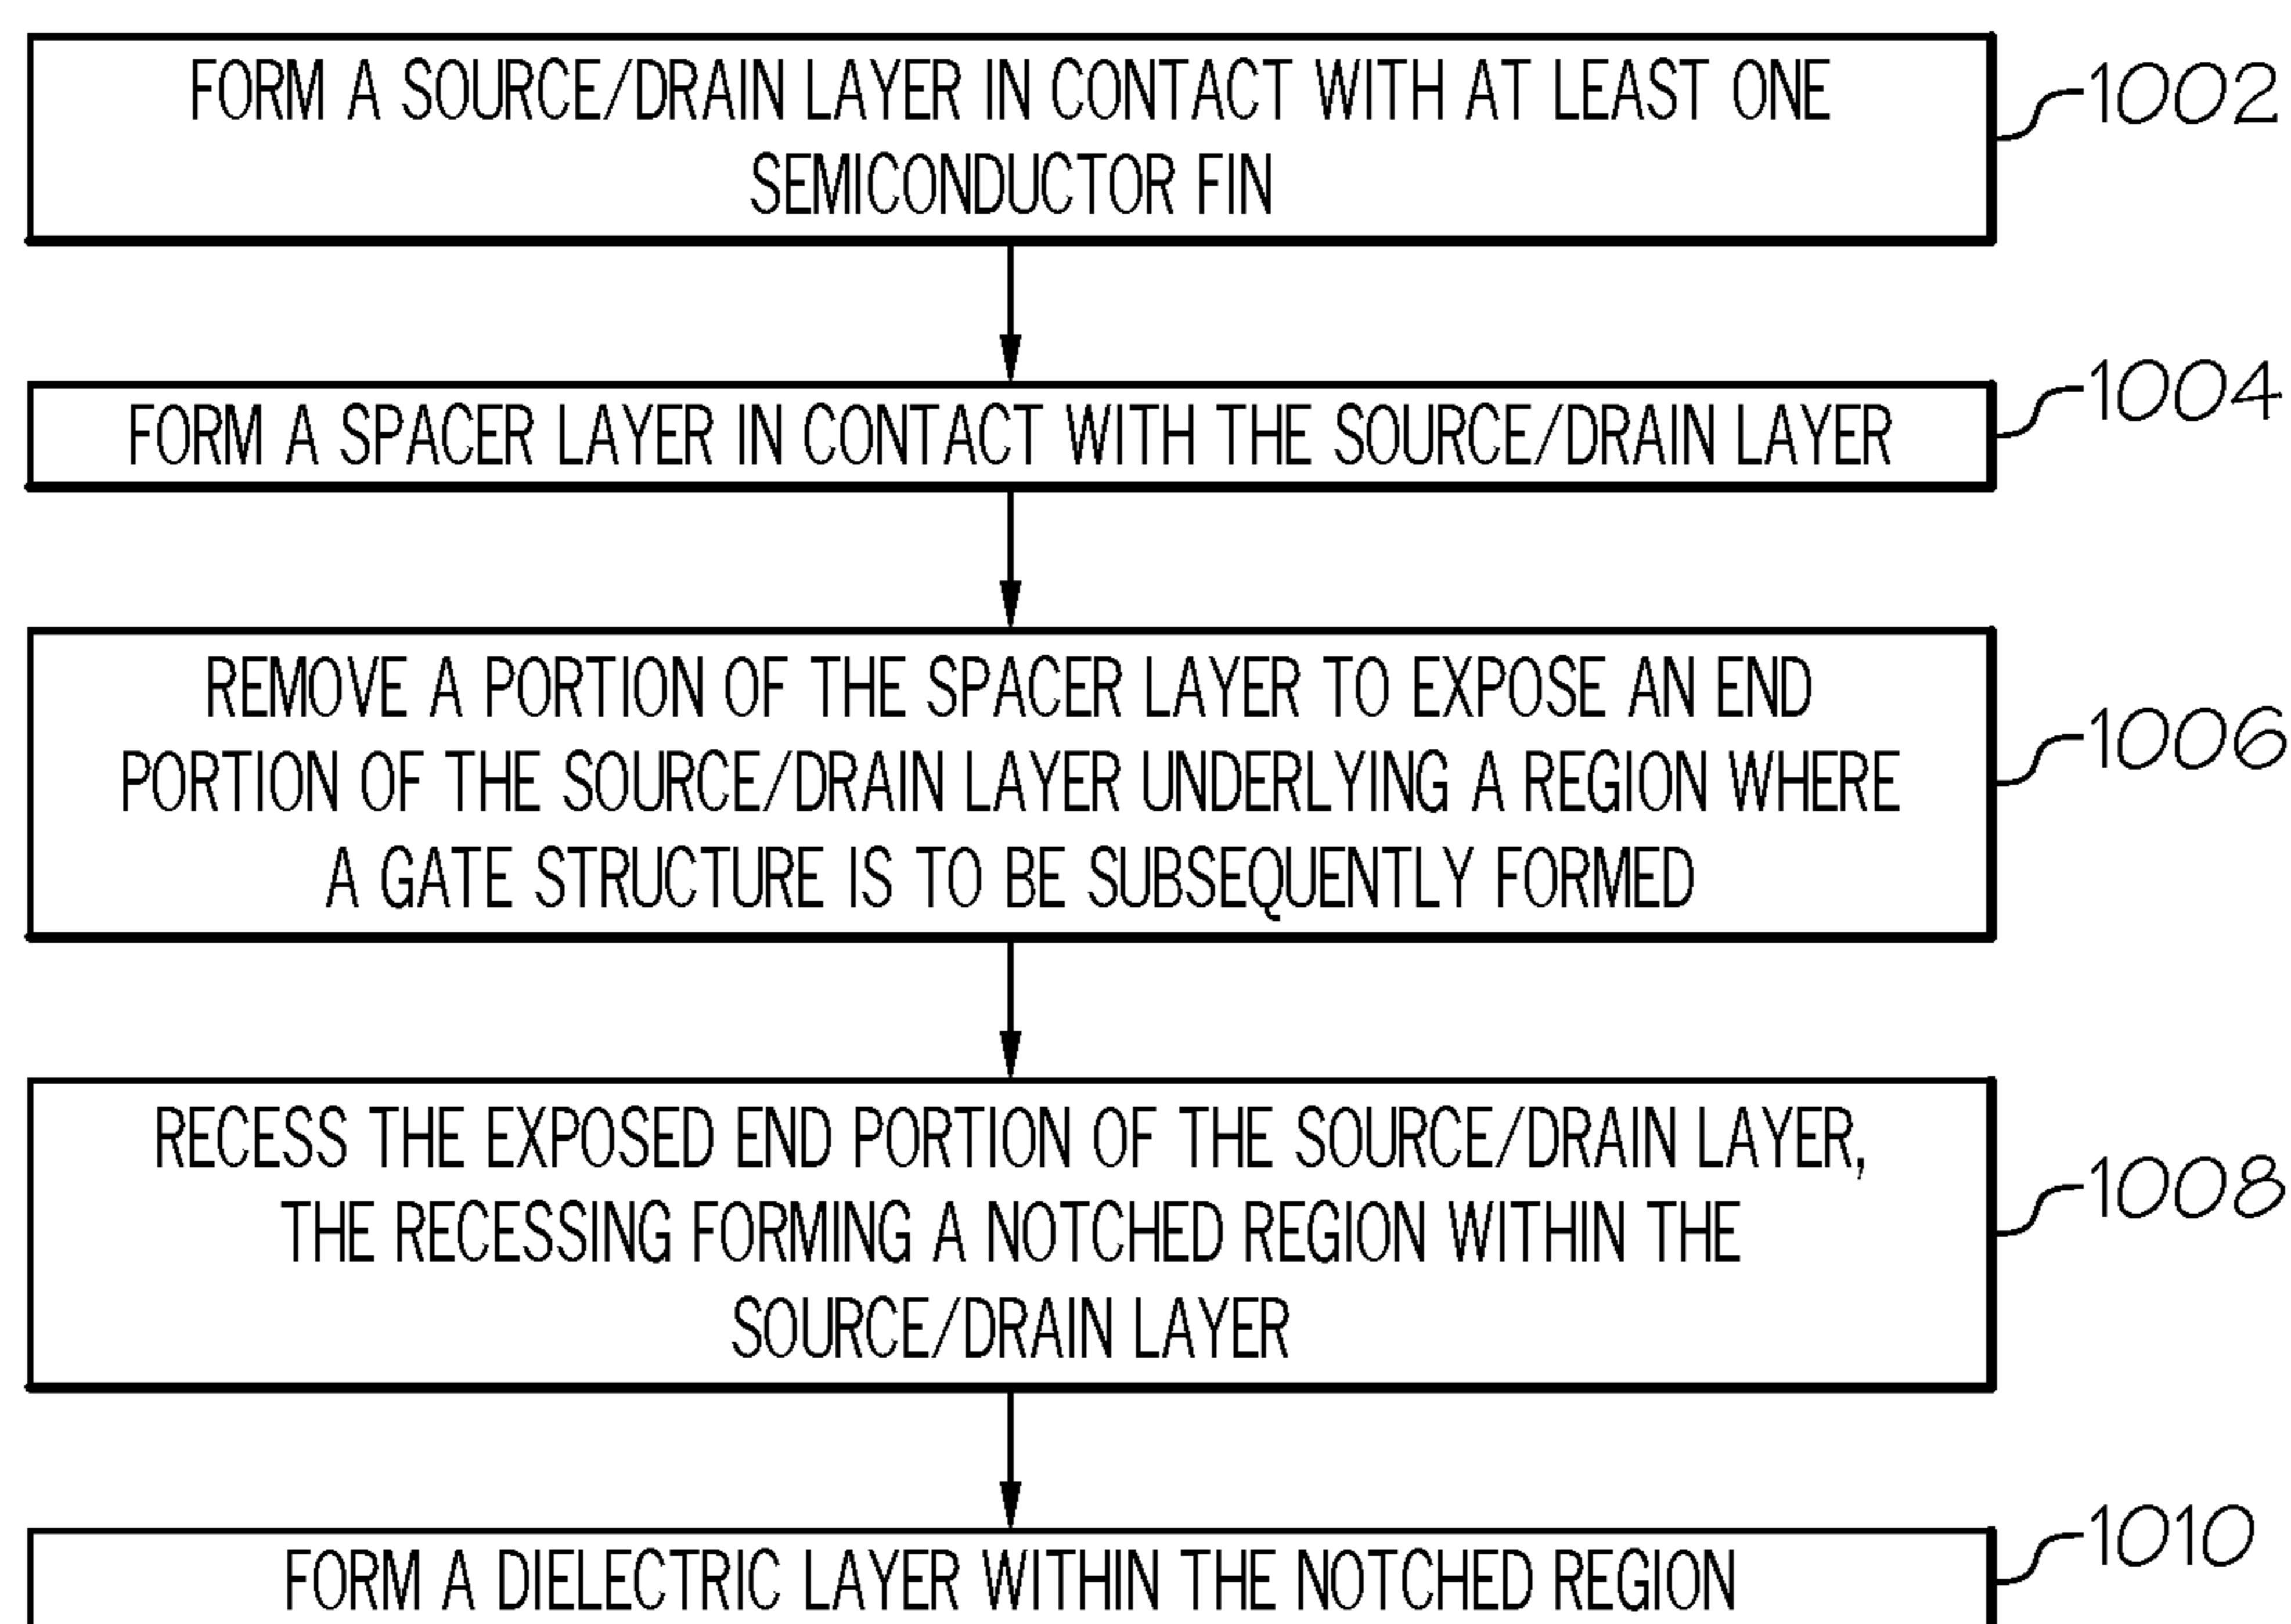 FORM A SOURCE/DRAIN LAYER IN CONTACT WITH AT LEAST ONE
SEMICONDUCTOR FIN
1002
FORM A SPACER LAYER IN CONTACT WITH THE SOURCE/DRAIN LAYER
1004
REMOVE A PORTION OF THE SPACER LAYER TO EXPOSE AN END
PORTION OF THE SOURCE/DRAIN LAYER UNDERLYING A REGION WHERE
A GATE STRUCTURE IS TO BE SUBSEQUENTLY FORMED
1006
RECESS THE EXPOSED END PORTION OF THE SOURCE/DRAIN LAYER,
THE RECESSING FORMING A NOTCHED REGION WITHIN THE
SOURCE/DRAIN LAYER
1008
FORM A DIELECTRIC LAYER WITHIN THE NOTCHED REGION
1010